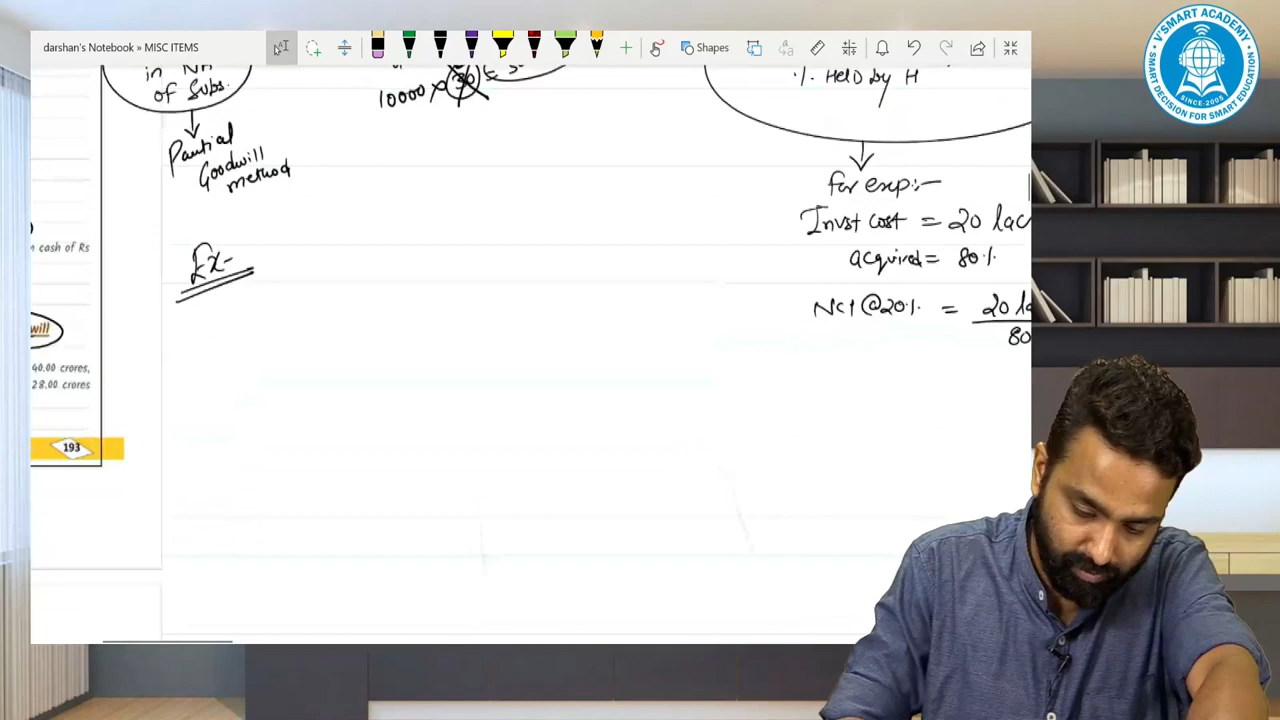 darshan's Notebook » MISC ITEMS
Shapes
V'SMART ACADEMY
SINCE-2005
SMART DECISION FOR SMART EDUCATION
in NA
of Subs.
10000 × 30 =
% Held by H
Partial
Goodwill
method
For exp:-
Invst cost = 20 lac
acquired = 80%
NCI @20% = 20 la
80
Ex-
n cash of Rs
will
40.00 crores,
28.00 crores
193